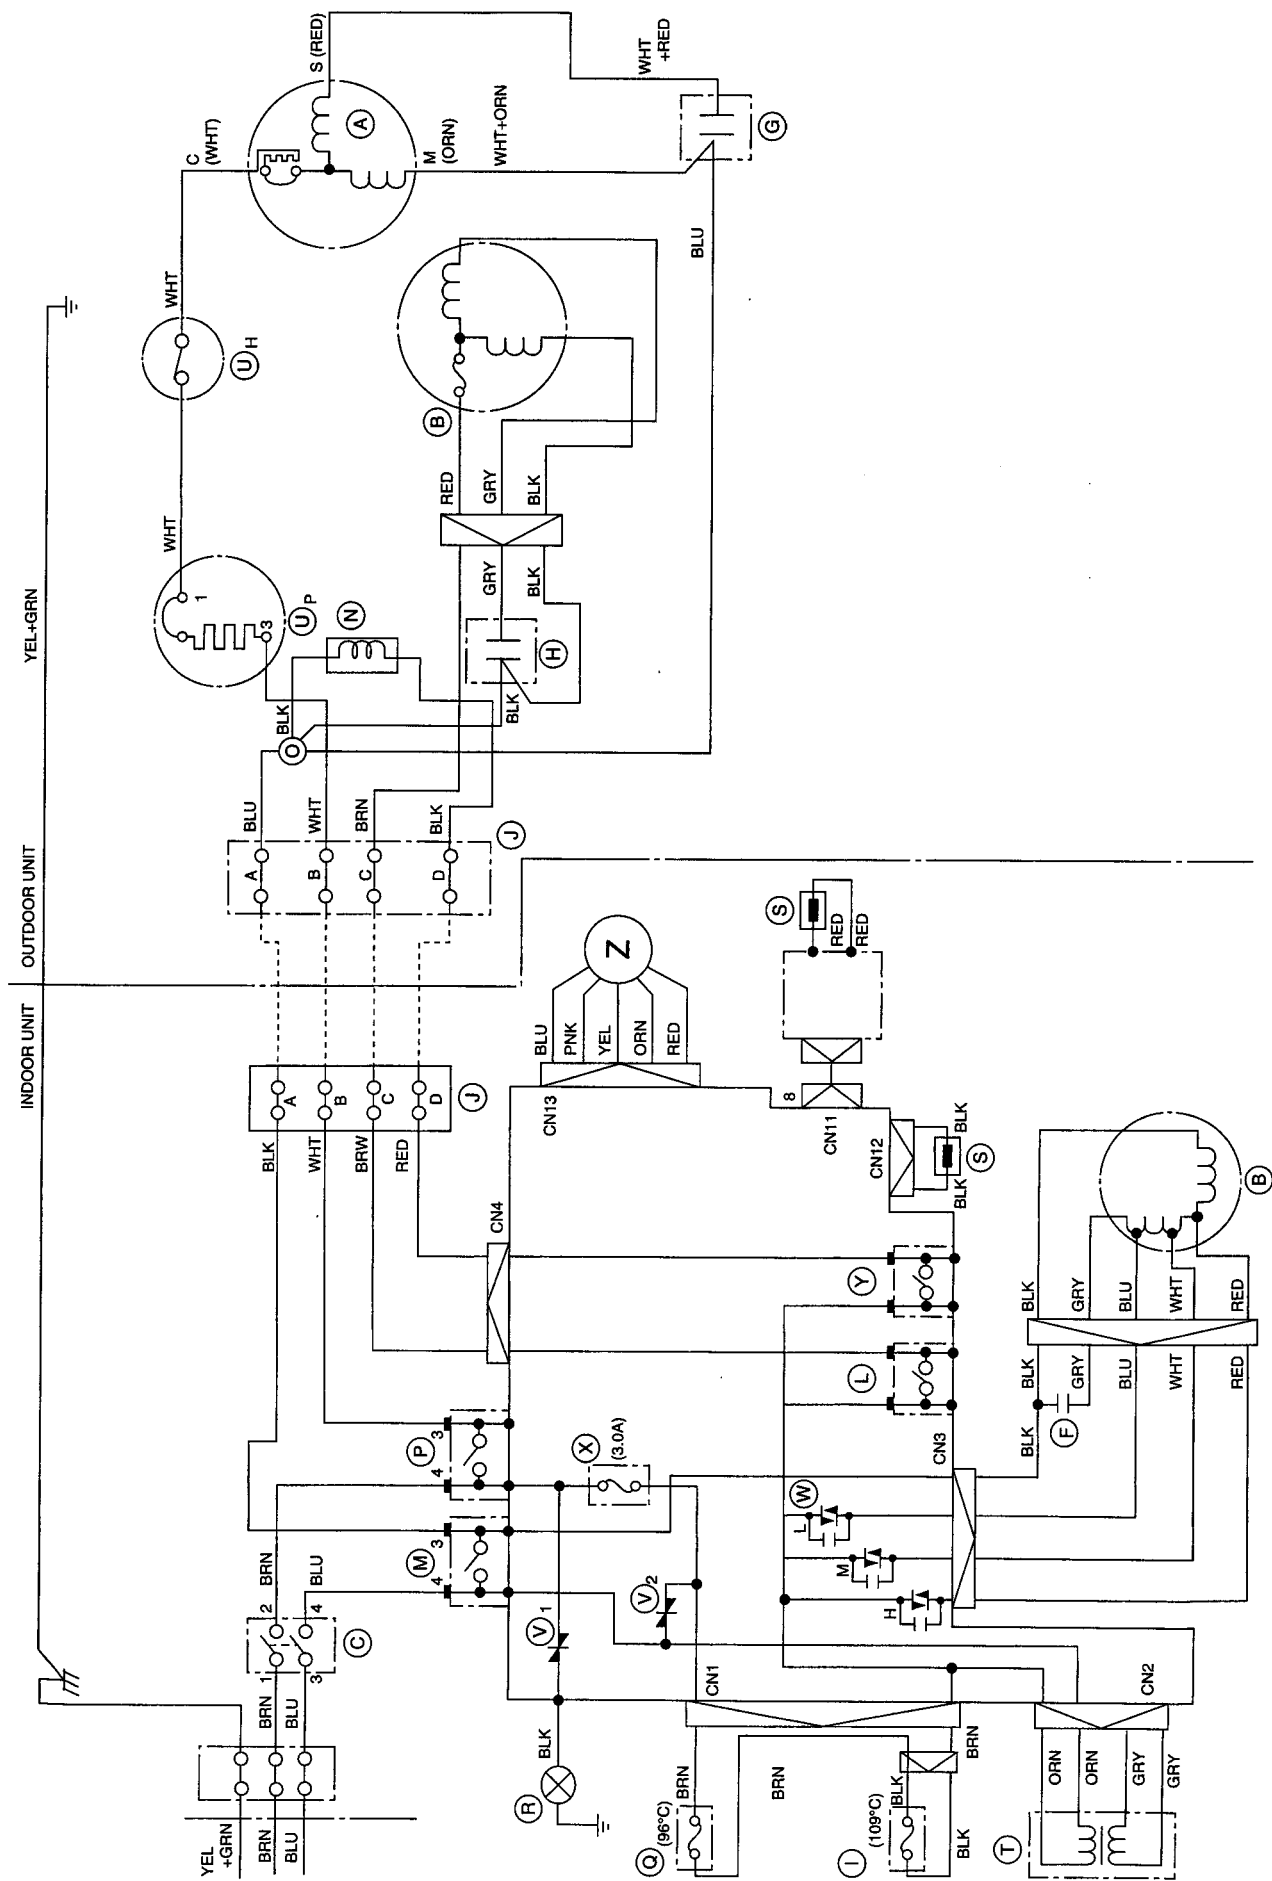 INDOOR UNIT
OUTDOOR UNIT
YEL+GRN
YEL
+GRN
BRN
BLU
BRN
BLU
1
3
2
4
C
BRN
BLU
4
3
M
4
3
P
BLK
WHT
BRW
RED
A
B
C
D
J
A
B
C
D
J
BLU
WHT
BRN
BLK
BLK
O
N
3
1
U P
WHT
U H
WHT
C
(WHT)
S (RED)
A
M
(ORN)
WHT+ORN
WHT
+RED
G
BLU
B
RED
GRY
BLK
GRY
BLK
H
BLK
CN4
CN13
BLU
PNK
YEL
ORN
RED
Z
X
(3.0A)
V1
V2
R
BLK
CN1
Q
(96°C)
BRN
BRN
I
(109°C)
BLK
BLK
BRN
T
ORN
ORN
GRY
GRY
CN2
H
M
L
W
CN3
L
Y
8
CN11
S
RED
RED
CN12
S
BLK
BLK
F
BLK
BLK
GRY
BLU
WHT
RED
BLK
GRY
BLU
WHT
RED
B